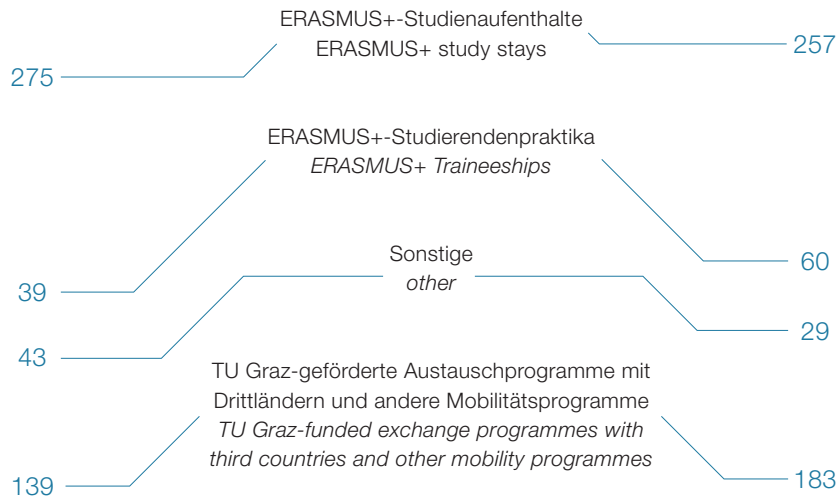 ERASMUS+-Studienaufenthalte
ERASMUS+ study stays
275
257
ERASMUS+-Studierendenpraktika
ERASMUS+ Traineeships
39
60
Sonstige
other
43
29
TU Graz-geförderte Austauschprogramme mit
Drittländern und andere Mobilitätsprogramme
TU Graz-funded exchange programmes with
third countries and other mobility programmes
139
183